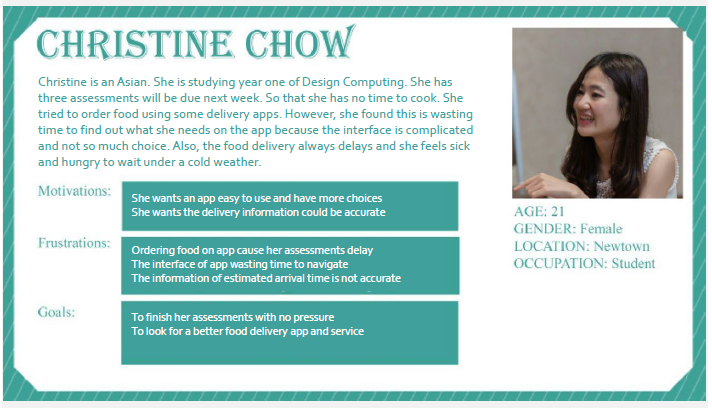 CHRISTINE CHOW
Christine is an Asian. She is studying year one of Design Computing. She has
three assessments will be due next week. So that she has no time to cook. She
tried to order food using some delivery apps. However, she found this is wasting
time to find out what she needs on the app because the interface is complicated
and not so much choice. Also, the food delivery always delays and she feels sick
and hungry to wait under a cold weather.
Motivations:
She wants an app easy to use and have more choices
She wants the delivery information could be accurate
Frustrations:
Ordering food on app cause her assessments delay
The interface of app wasting time to navigate
The information of estimated arrival time is not accurate
Goals:
To finish her assessments with no pressure
To look for a better food delivery app and service
AGE: 21
GENDER: Female
LOCATION: Newtown
OCCUPATION: Student